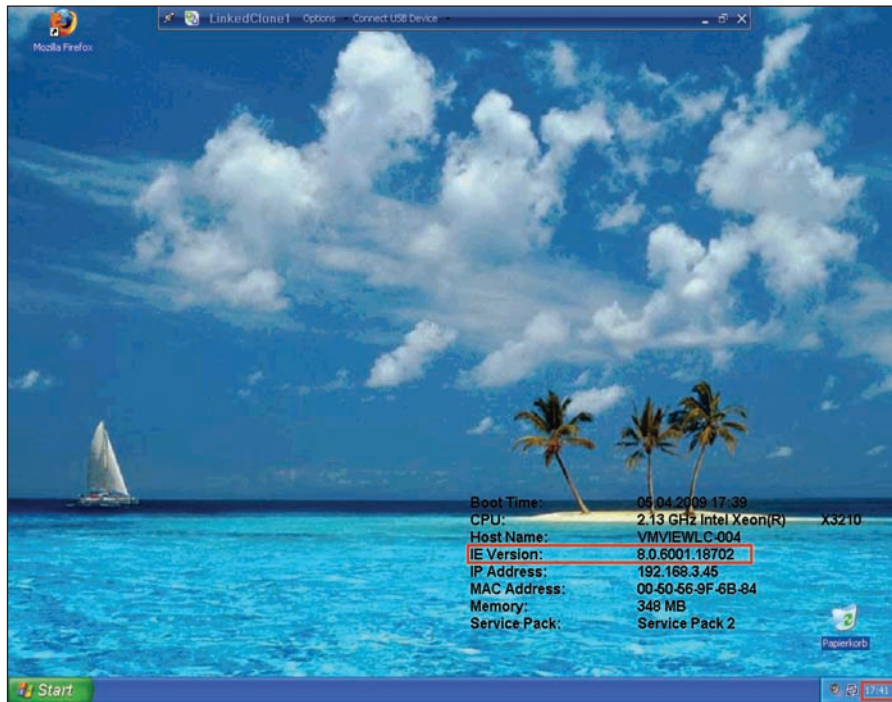 LinkedClone1 Options Connect USB Device
Mozilla Firefox
Boot Time: 05.04.2009 17:39
CPU: 2.13 GHz Intel Xeon(R) X3210
Host Name: VMVIEWLC-004
IE Version: 8.0.6001.18702
IP Address: 192.168.3.45
MAC Address: 00-50-56-9F-6B-84
Memory: 348 MB
Service Pack: Service Pack 2
Papierkorb
Start
17:41